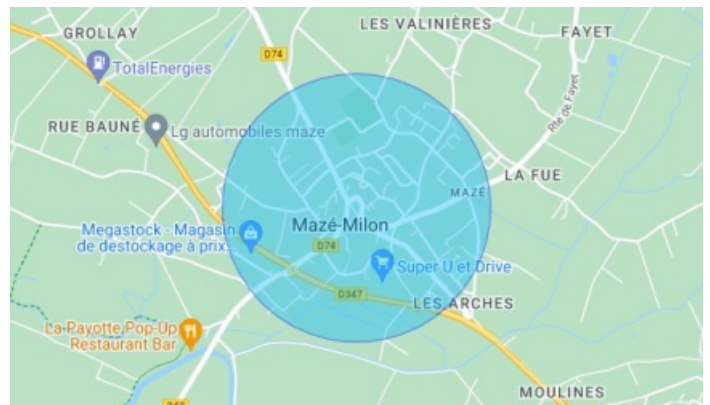 GROLLAY
LES VALINIÈRES
FAYET
D74
TotalEnergies
Rte de Fayet
RUE BAUNÉ
Lg automobiles maze
LA FUE
MAZÉ
Megastock - Magasin
de destockage à prix...
Mazé-Milon
D74
Super U et Drive
D347
LES ARCHES
La Payotte Pop-Up
Restaurant Bar
MOULINES